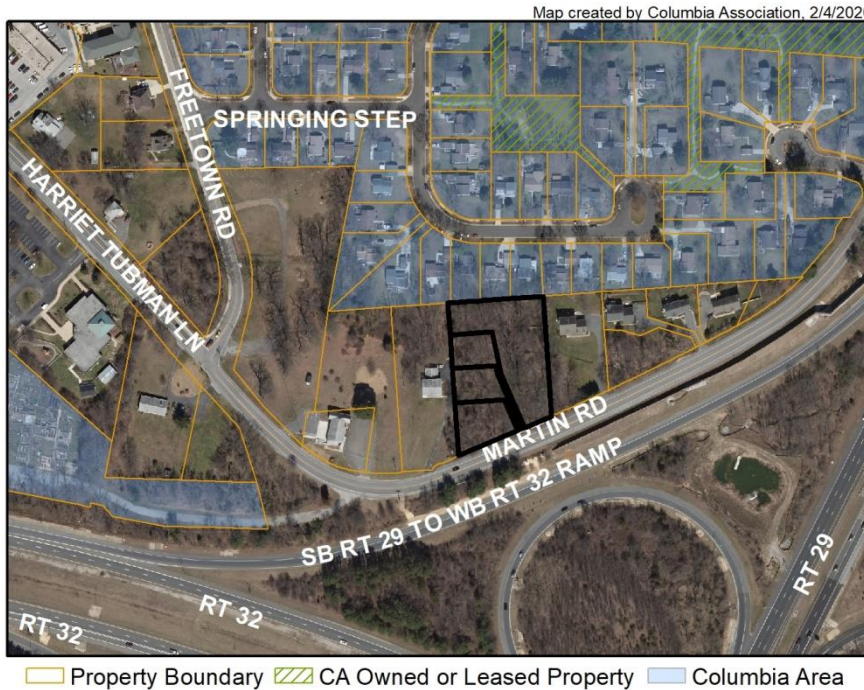 Map created by Columbia Association, 2/4/2020
FREETOWN RD
SPRINGING STEP
HARRIET TUBMAN LN
MARTIN RD
SB RT 29 TO WB RT 32 RAMP
RT 29
RT 32
RT 32
Property Boundary CA Owned or Leased Property Columbia Area